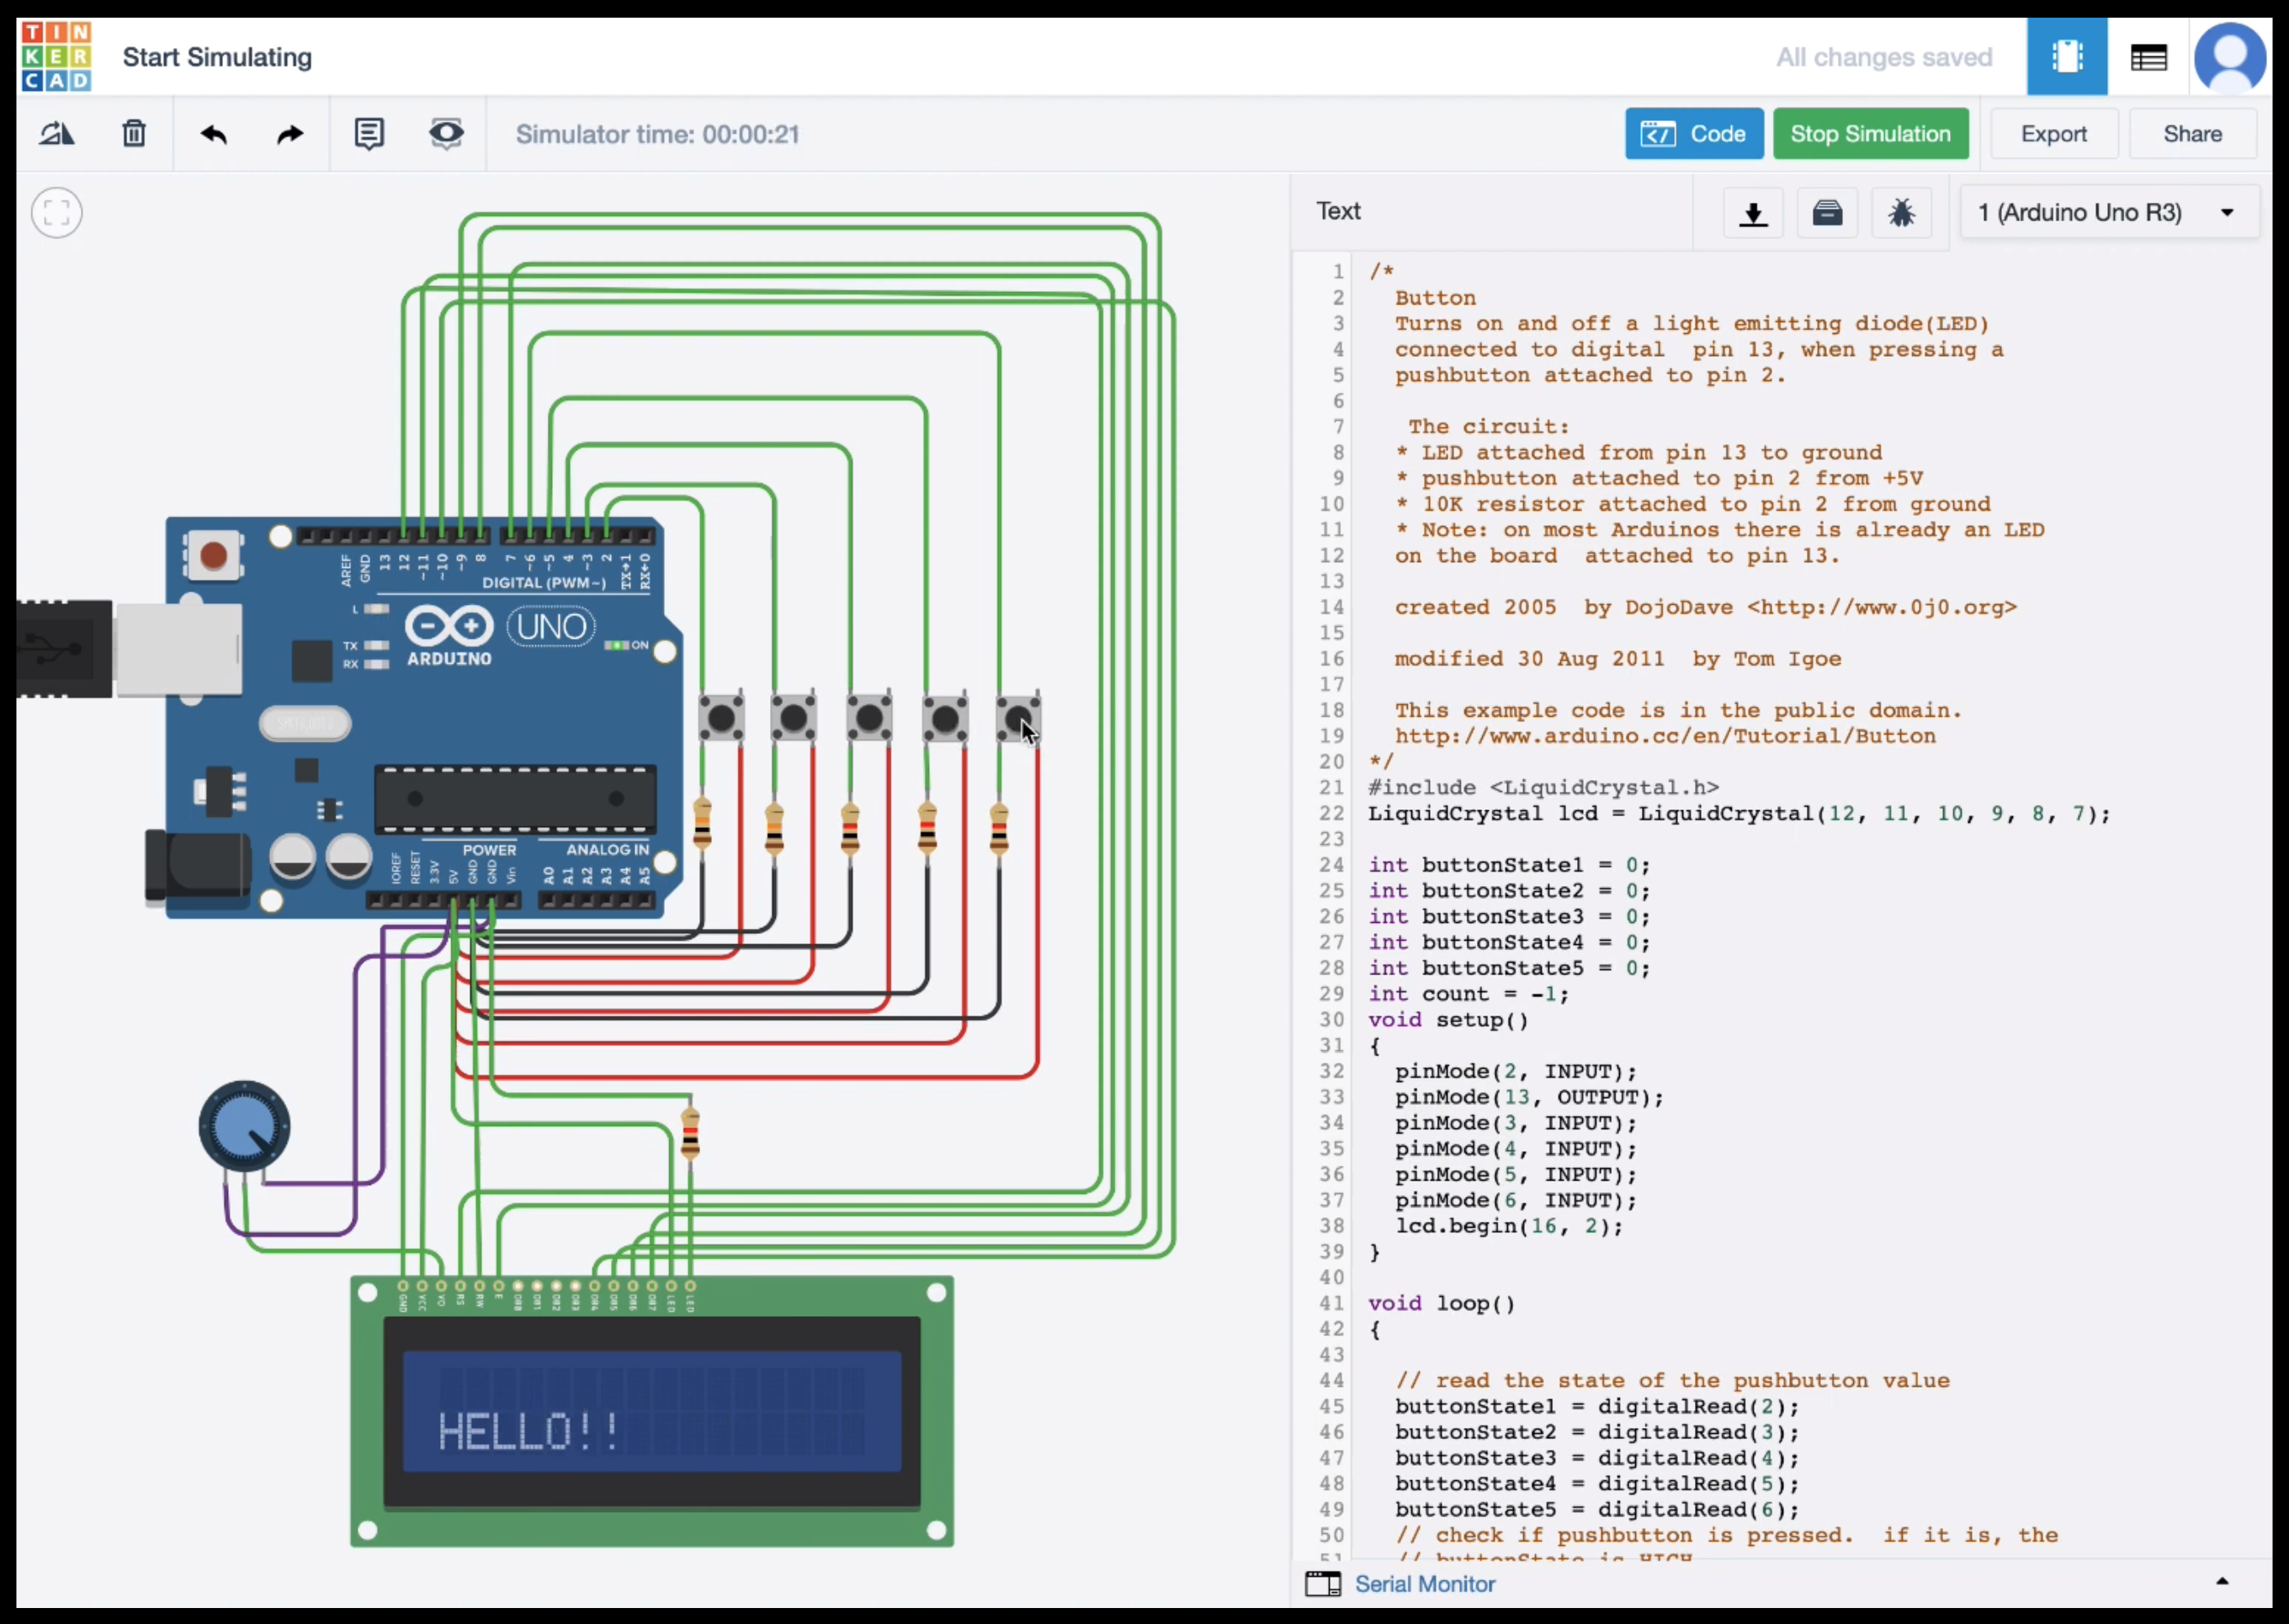 TINKERCAD
Start Simulating
All changes saved
Simulator time: 00:00:21
Code
Stop Simulation
Export
Share
Text
1 (Arduino Uno R3)
1 /*
2 Button
3 Turns on and off a light emitting diode(LED)
4 connected to digital  pin 13, when pressing a
5 pushbutton attached to pin 2.
6
7 The circuit:
8 * LED attached from pin 13 to ground
9 * pushbutton attached to pin 2 from +5V
10 * 10K resistor attached to pin 2 from ground
11 * Note: on most Arduinos there is already an LED
12 on the board  attached to pin 13.
13
14 created 2005  by DojoDave <http://www.0j0.org>
15
16 modified 30 Aug 2011  by Tom Igoe
17
18 This example code is in the public domain.
19 http://www.arduino.cc/en/Tutorial/Button
20 */
21 #include <LiquidCrystal.h>
22 LiquidCrystal lcd = LiquidCrystal(12, 11, 10, 9, 8, 7);
23
24 int buttonState1 = 0;
25 int buttonState2 = 0;
26 int buttonState3 = 0;
27 int buttonState4 = 0;
28 int buttonState5 = 0;
29 int count = -1;
30 void setup()
31 {
32 pinMode(2, INPUT);
33 pinMode(13, OUTPUT);
34 pinMode(3, INPUT);
35 pinMode(4, INPUT);
36 pinMode(5, INPUT);
37 pinMode(6, INPUT);
38 lcd.begin(16, 2);
39 }
40
41 void loop()
42 {
43
44 // read the state of the pushbutton value
45 buttonState1 = digitalRead(2);
46 buttonState2 = digitalRead(3);
47 buttonState3 = digitalRead(4);
48 buttonState4 = digitalRead(5);
49 buttonState5 = digitalRead(6);
50 // check if pushbutton is pressed.  if it is, the
51 // buttonState is HIGH
Serial Monitor
AREF GND 13 12 ~11 ~10 ~9 8 7 ~6 ~5 4 ~3 2 TX→1 RX←0
DIGITAL (PWM~)
L
TX
RX
ARDUINO
UNO
ON
POWER
ANALOG IN
IOREF RESET 3.3V 5V GND GND Vin A0 A1 A2 A3 A4 A5
GND VCC VO RS RW E DB0 DB1 DB2 DB3 DB4 DB5 DB6 DB7 LED LED
HELLO!!